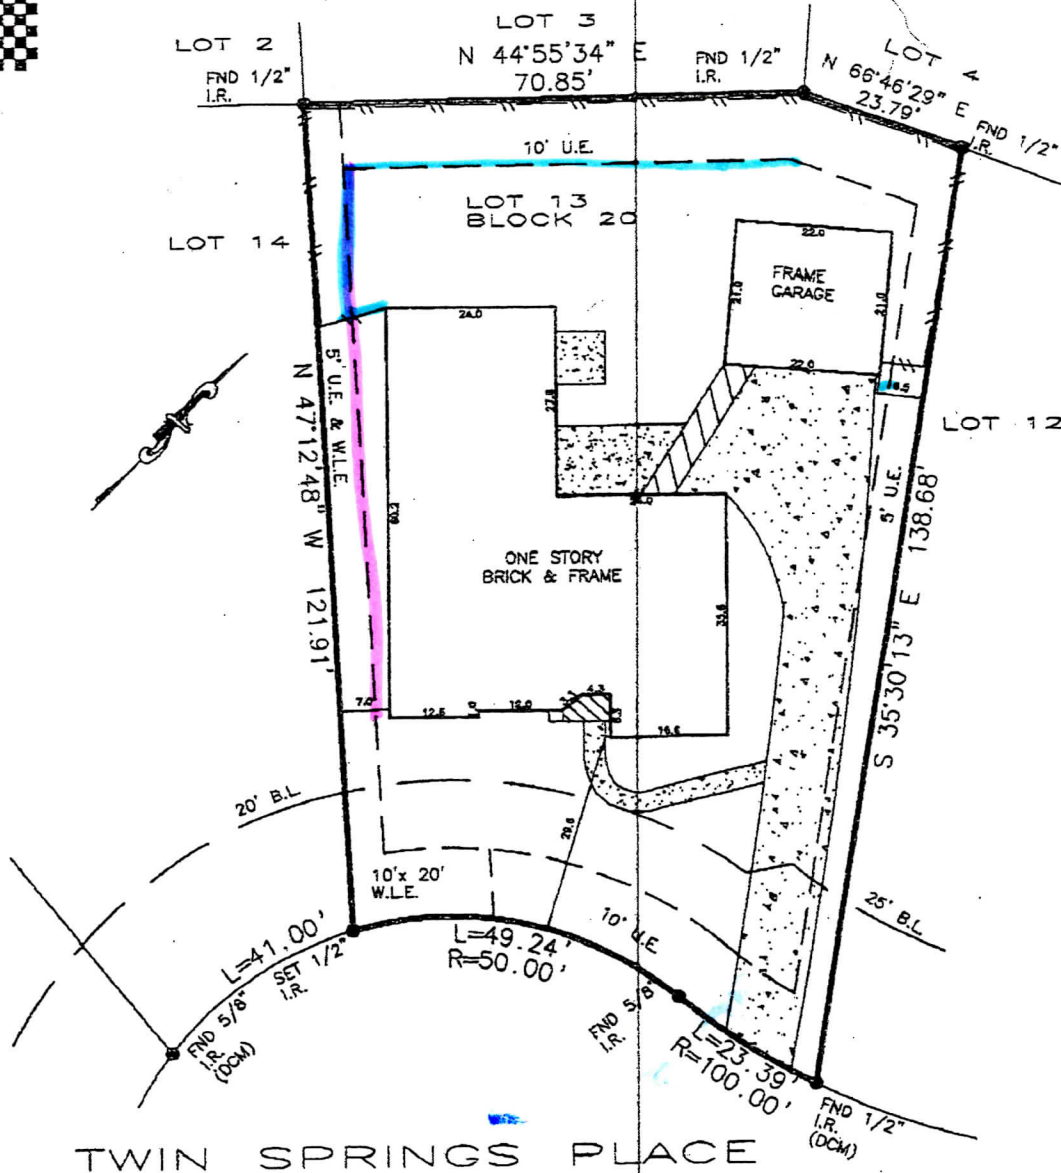 LOT 2
FND 1/2"
I.R.
LOT 3
N 44°55'34" E
70.85'
FND 1/2"
I.R.
LOT 4
N 66°46'29" E
23.79'
FND 1/2"
I.R.
10' U.E.
LOT 13
BLOCK 20
LOT 14
22.0
FRAME
GARAGE
21.0
21.0
22.0
24.0
27.8
5' U.E. & W.L.E.
N 47°12'48" W 121.91'
LOT 12
5' U.E.
S 35°30'13" E 138.68'
60.2
ONE STORY
BRICK & FRAME
35.6
7.0
12.5
12.0
4.3
16.6
20' B.L
29.6
10'x 20'
W.L.E.
25' B.L.
10' U.E
L=41.00'
SET 1/2"
I.R.
L=49.24'
R=50.00'
FND 5/8"
I.R.
(DCM)
FND 5/8"
I.R.
L=23.39'
R=100.00'
FND 1/2"
I.R.
(DCM)
TWIN SPRINGS PLACE